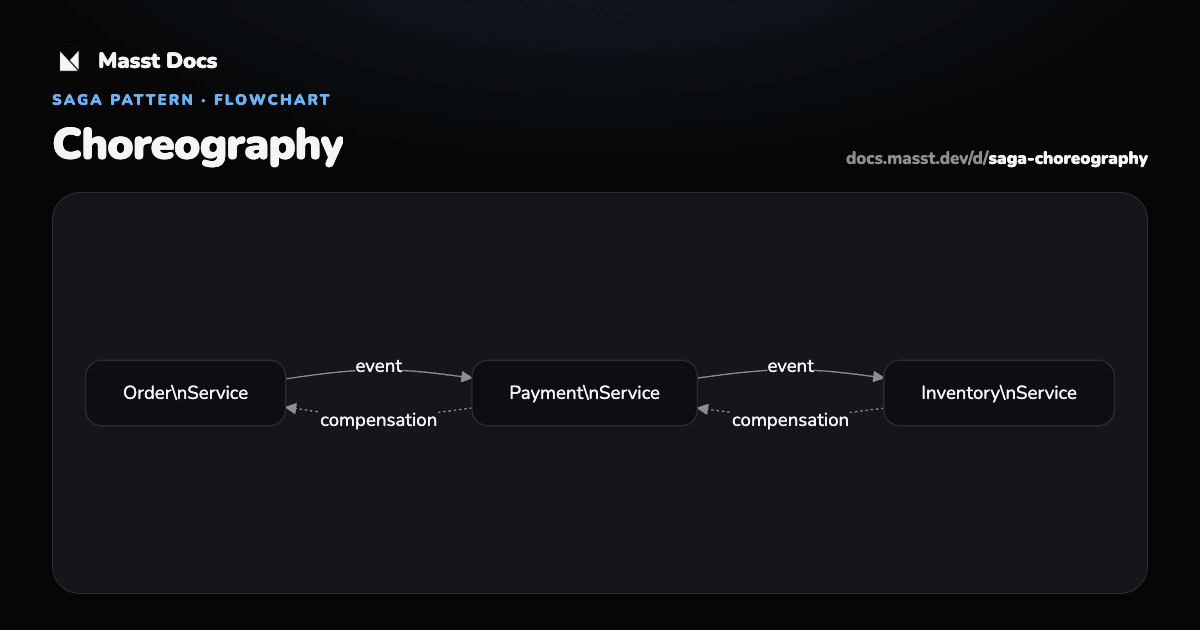 Masst Docs
SAGA PATTERN · FLOWCHART
Choreography
docs.masst.dev/d/saga-choreography
event
event
Order\nService
Payment\nService
Inventory\nService
compensation
compensation